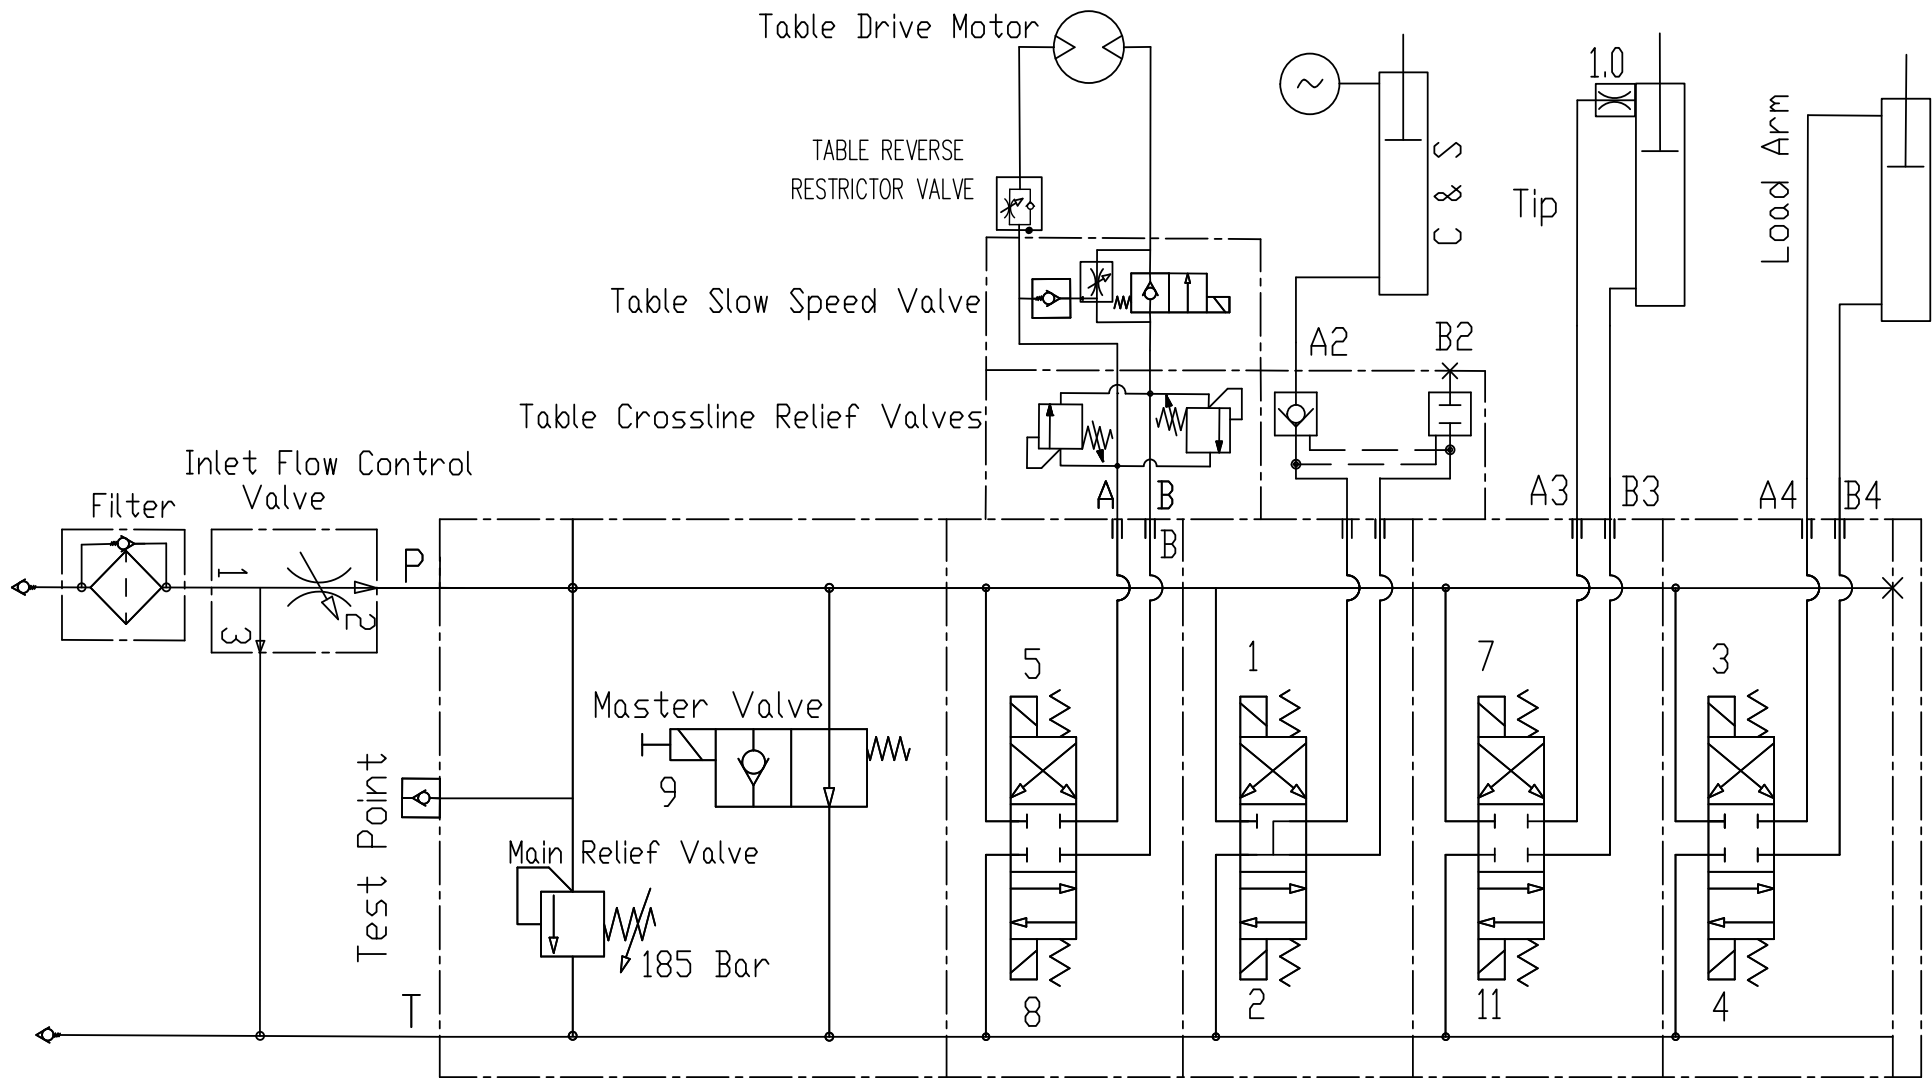 Table Drive Motor
1.0
TABLE REVERSE
RESTRICTOR VALVE
C & S
Tip
Load Arm
Table Slow Speed Valve
A2
B2
Table Crossline Relief Valves
Inlet Flow Control
Valve
Filter
A
B
A3
B3
A4
B4
B
P
1
2
3
5
1
7
3
Master Valve
9
Test Point
Main Relief Valve
185 Bar
T
8
2
11
4